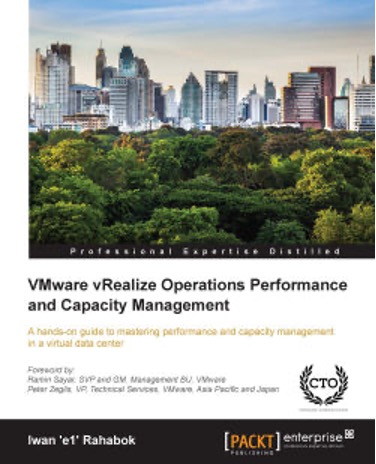 Professional Expertise Distilled
VMware vRealize Operations Performance
and Capacity Management
A hands-on guide to mastering performance and capacity management
in a virtual data center
Foreword by
Ramin Sayar, SVP and GM, Management BU, VMware
Peter Zeglis, VP, Technical Services, VMware, Asia Pacific and Japan
CTO
Iwan 'e1' Rahabok
[PACKT] enterprise
PUBLISHING